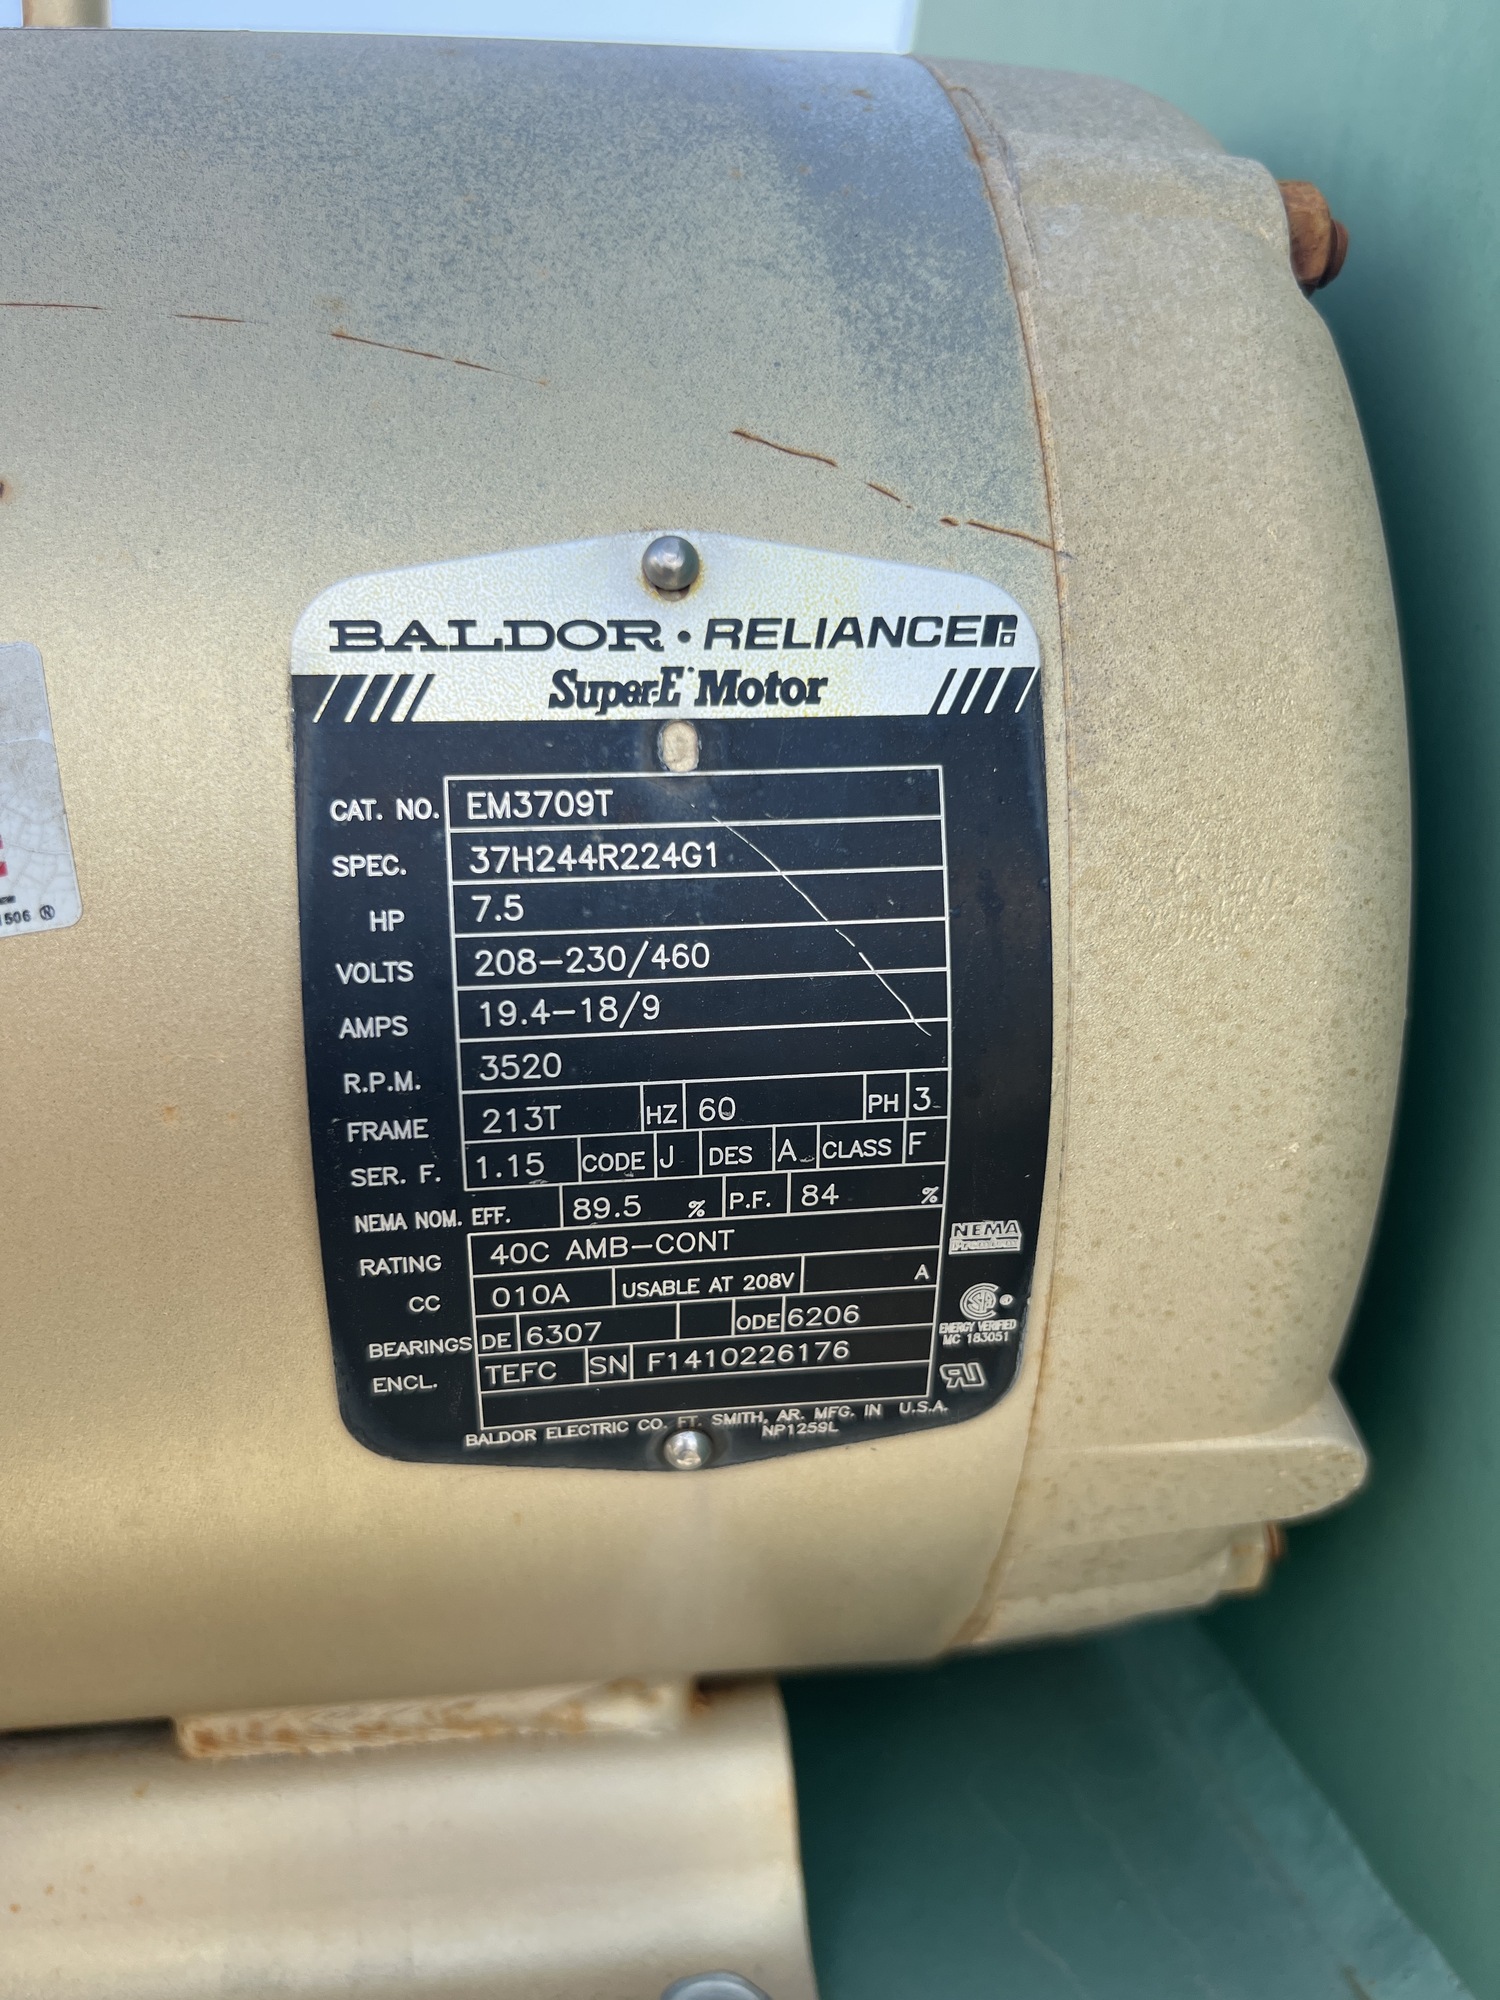 BALDOR • RELIANCE
Super-E Motor
CAT. NO. EM3709T
SPEC. 37H244R224G1
HP 7.5
VOLTS 208-230/460
AMPS 19.4-18/9
R.P.M. 3520
FRAME 213T HZ 60 PH 3
SER. F. 1.15 CODE J DES A CLASS F
NEMA NOM. EFF. 89.5 % P.F. 84 %
RATING 40C AMB-CONT
CC 010A USABLE AT 208V A
BEARINGS DE 6307 ODE 6206
ENCL. TEFC SN F1410226176
BALDOR ELECTRIC CO. FT. SMITH, AR. MFG. IN U.S.A.
NP1259L
NEMA
Premium
ENERGY VERIFIED
MC 183051
1506 ®